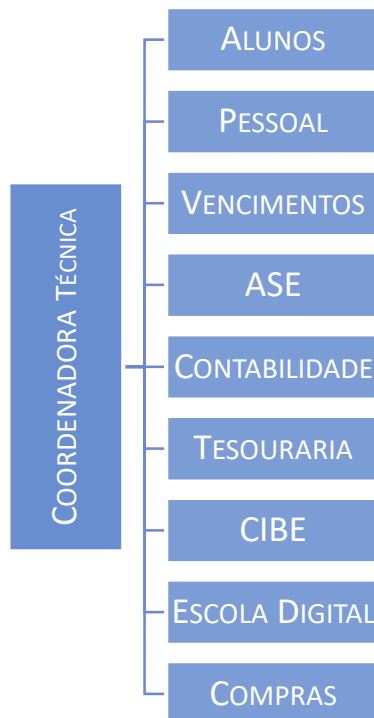 COORDENADORA TÉCNICA
ALUNOS
PESSOAL
VENCIMENTOS
ASE
CONTABILIDADE
TESOURARIA
CIBE
ESCOLA DIGITAL
COMPRAS